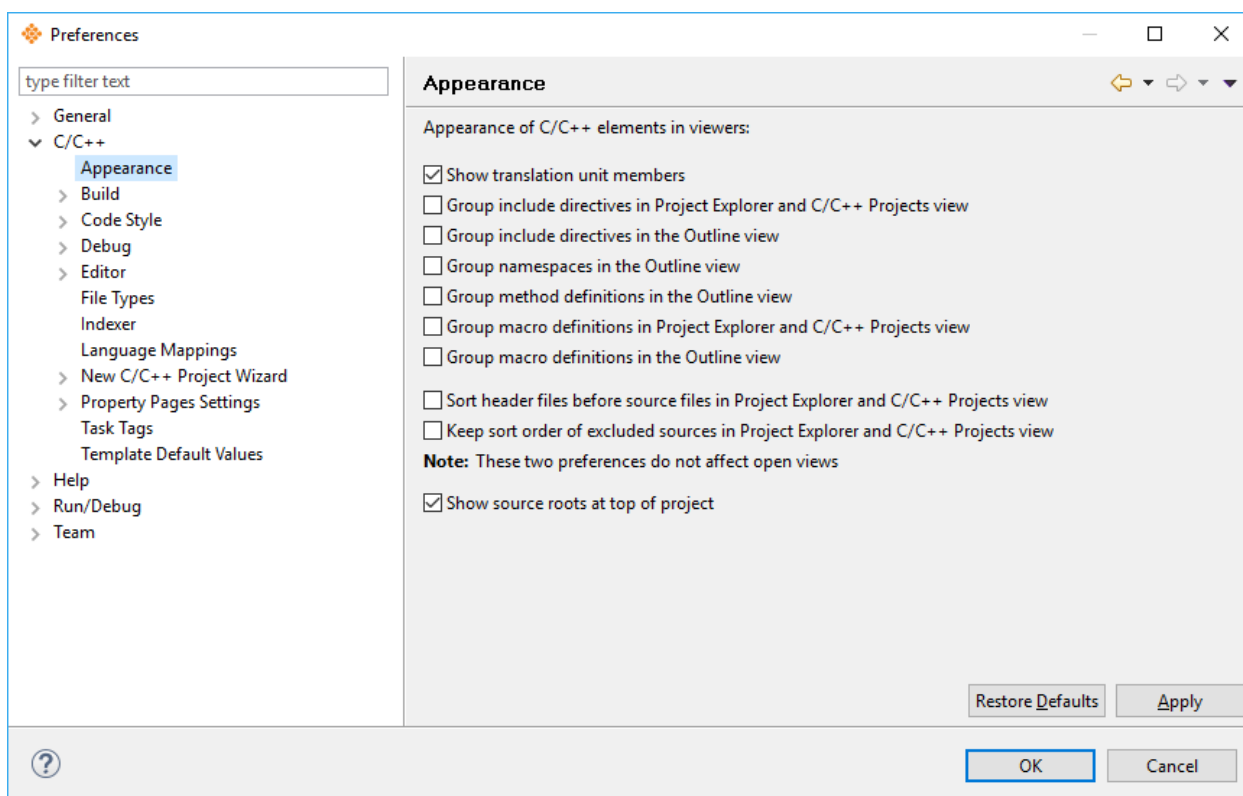 Preferences
type filter text
General
C/C++
Appearance
Build
Code Style
Debug
Editor
File Types
Indexer
Language Mappings
New C/C++ Project Wizard
Property Pages Settings
Task Tags
Template Default Values
Help
Run/Debug
Team
Appearance
Appearance of C/C++ elements in viewers:
Show translation unit members
Group include directives in Project Explorer and C/C++ Projects view
Group include directives in the Outline view
Group namespaces in the Outline view
Group method definitions in the Outline view
Group macro definitions in Project Explorer and C/C++ Projects view
Group macro definitions in the Outline view
Sort header files before source files in Project Explorer and C/C++ Projects view
Keep sort order of excluded sources in Project Explorer and C/C++ Projects view
Note: These two preferences do not affect open views
Show source roots at top of project
Restore Defaults
Apply
?
OK
Cancel